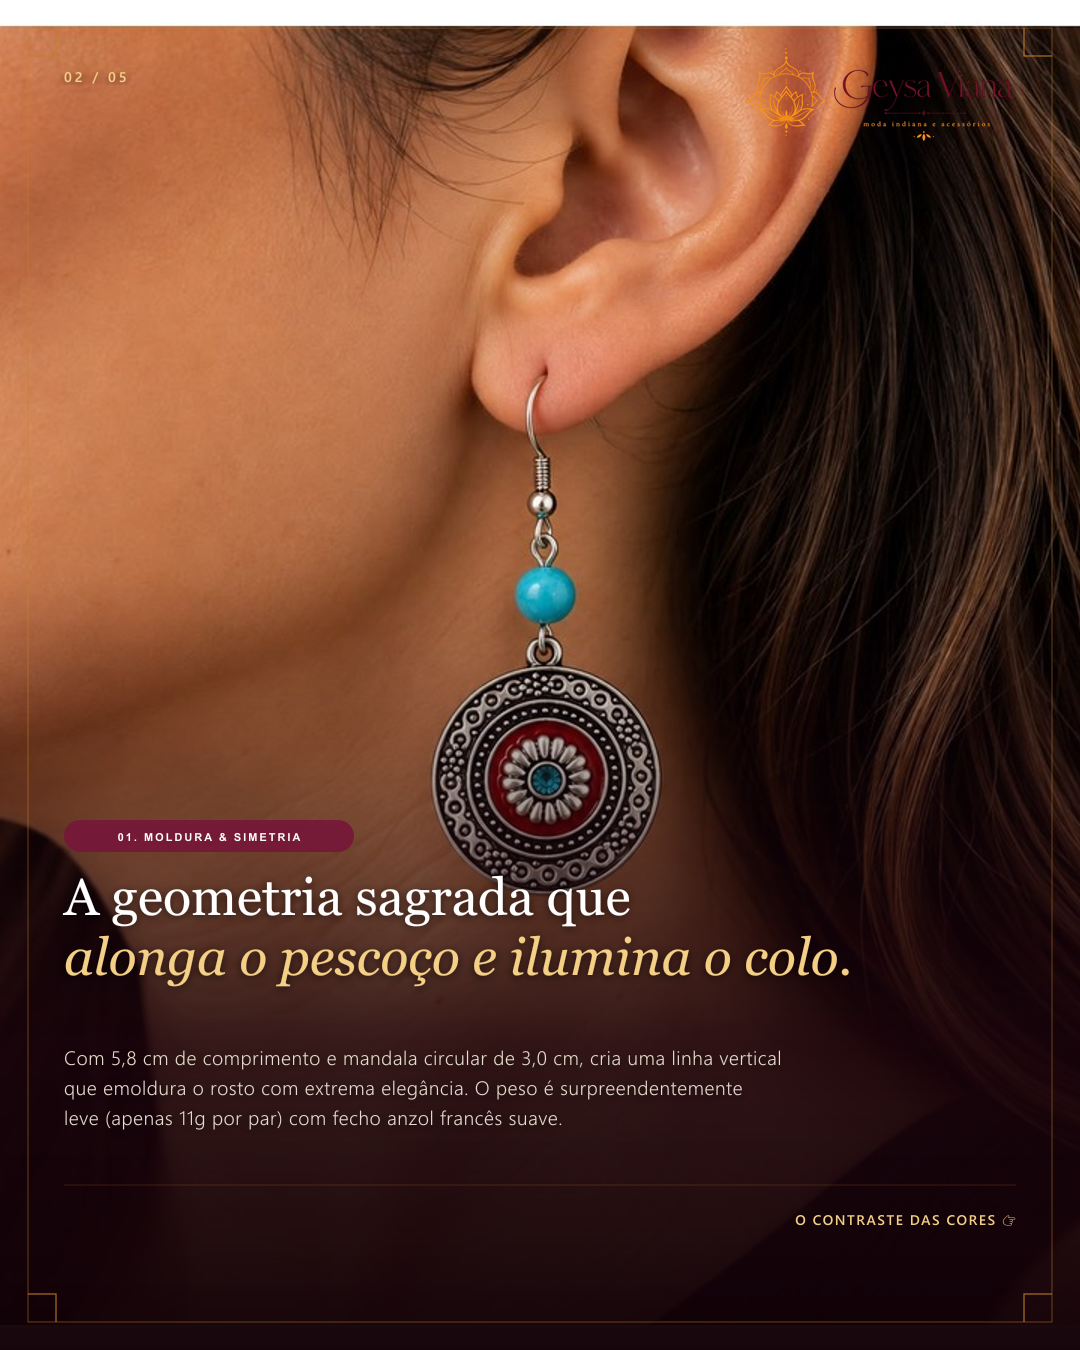 02 / 05
Geysa Viana
moda indiana e acessórios
01. MOLDURA & SIMETRIA
A geometria sagrada que
alonga o pescoço e ilumina o colo.
Com 5,8 cm de comprimento e mandala circular de 3,0 cm, cria uma linha vertical
que emoldura o rosto com extrema elegância. O peso é surpreendentemente
leve (apenas 11g por par) com fecho anzol francês suave.
O CONTRASTE DAS CORES 👉